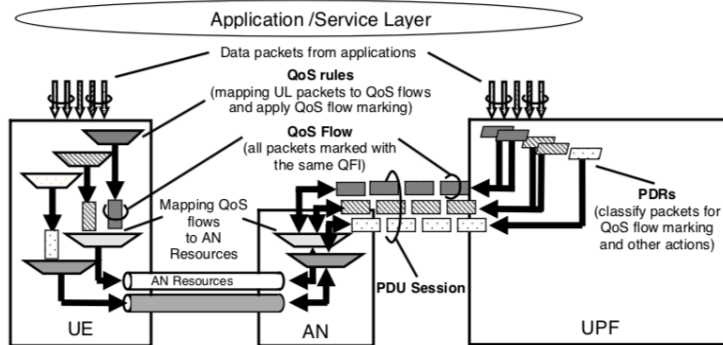 Application /Service Layer
Data packets from applications
QoS rules
(mapping UL packets to QoS flows
and apply QoS flow marking)
QoS Flow
(all packets marked with
the same QFI)
PDRs
(classify packets for
QoS flow marking
and other actions)
Mapping QoS
flows
to AN
Resources
AN Resources
PDU Session
UE
AN
UPF